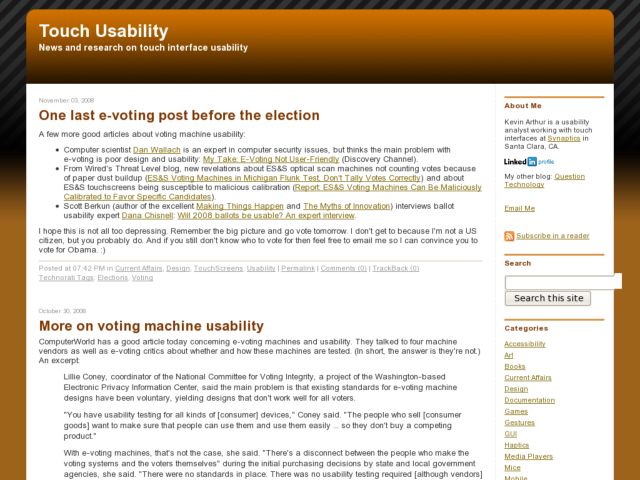 Touch Usability
News and research on touch interface usability
November 03, 2008
One last e-voting post before the election
A few more good articles about voting machine usability:
Computer scientist Dan Wallach is an expert in computer security issues, but thinks the main problem with
e-voting is poor design and usability: My Take: E-Voting Not User-Friendly (Discovery Channel).
From Wired's Threat Level blog, new revelations about ES&S optical scan machines not counting votes because
of paper dust buildup (ES&S Voting Machines in Michigan Flunk Test, Don't Tally Votes Correctly) and about
ES&S touchscreens being susceptible to malicious calibration (Report: ES&S Voting Machines Can Be Maliciously
Calibrated to Favor Specific Candidates).
Scott Berkun (author of the excellent Making Things Happen and The Myths of Innovation) interviews ballot
usability expert Dana Chisnell: Will 2008 ballots be usable? An expert interview.
I hope this is not all too depressing. Remember the big picture and go vote tomorrow. I don't get to because I'm not a US
citizen, but you probably do. And if you still don't know who to vote for then feel free to email me so I can convince you to
vote for Obama. :)
Posted at 07:42 PM in Current Affairs, Design, TouchScreens, Usability | Permalink | Comments (0) | TrackBack (0)
Technorati Tags: Elections, Voting
October 30, 2008
More on voting machine usability
ComputerWorld has a good article today concerning e-voting machines and usability. They talked to four machine
vendors as well as e-voting critics about whether and how these machines are tested. (In short, the answer is they're not.)
An excerpt:
Lillie Coney, coordinator of the National Committee for Voting Integrity, a project of the Washington-based
Electronic Privacy Information Center, said the main problem is that existing standards for e-voting machine
designs have been voluntary, yielding designs that don't work well for all voters.
"You have usability testing for all kinds of [consumer] devices," Coney said. "The people who sell [consumer
goods] want to make sure that people can use them and use them easily ... so they don't buy a competing
product."
With e-voting machines, that's not the case, she said. "There's a disconnect between the people who make the
voting systems and the voters themselves" during the initial purchasing decisions by state and local government
agencies, she said. "There were no standards in place. There was no usability testing required [although vendors]
About Me
Kevin Arthur is a usability
analyst working with touch
interfaces at Synaptics in
Santa Clara, CA.
Linked in profile
My other blog: Question
Technology
Email Me
Subscribe in a reader
Search
Search this site
Categories
Accessibility
Art
Books
Current Affairs
Design
Documentation
Games
Gestures
GUI
Haptics
Media Players
Mice
Mobile